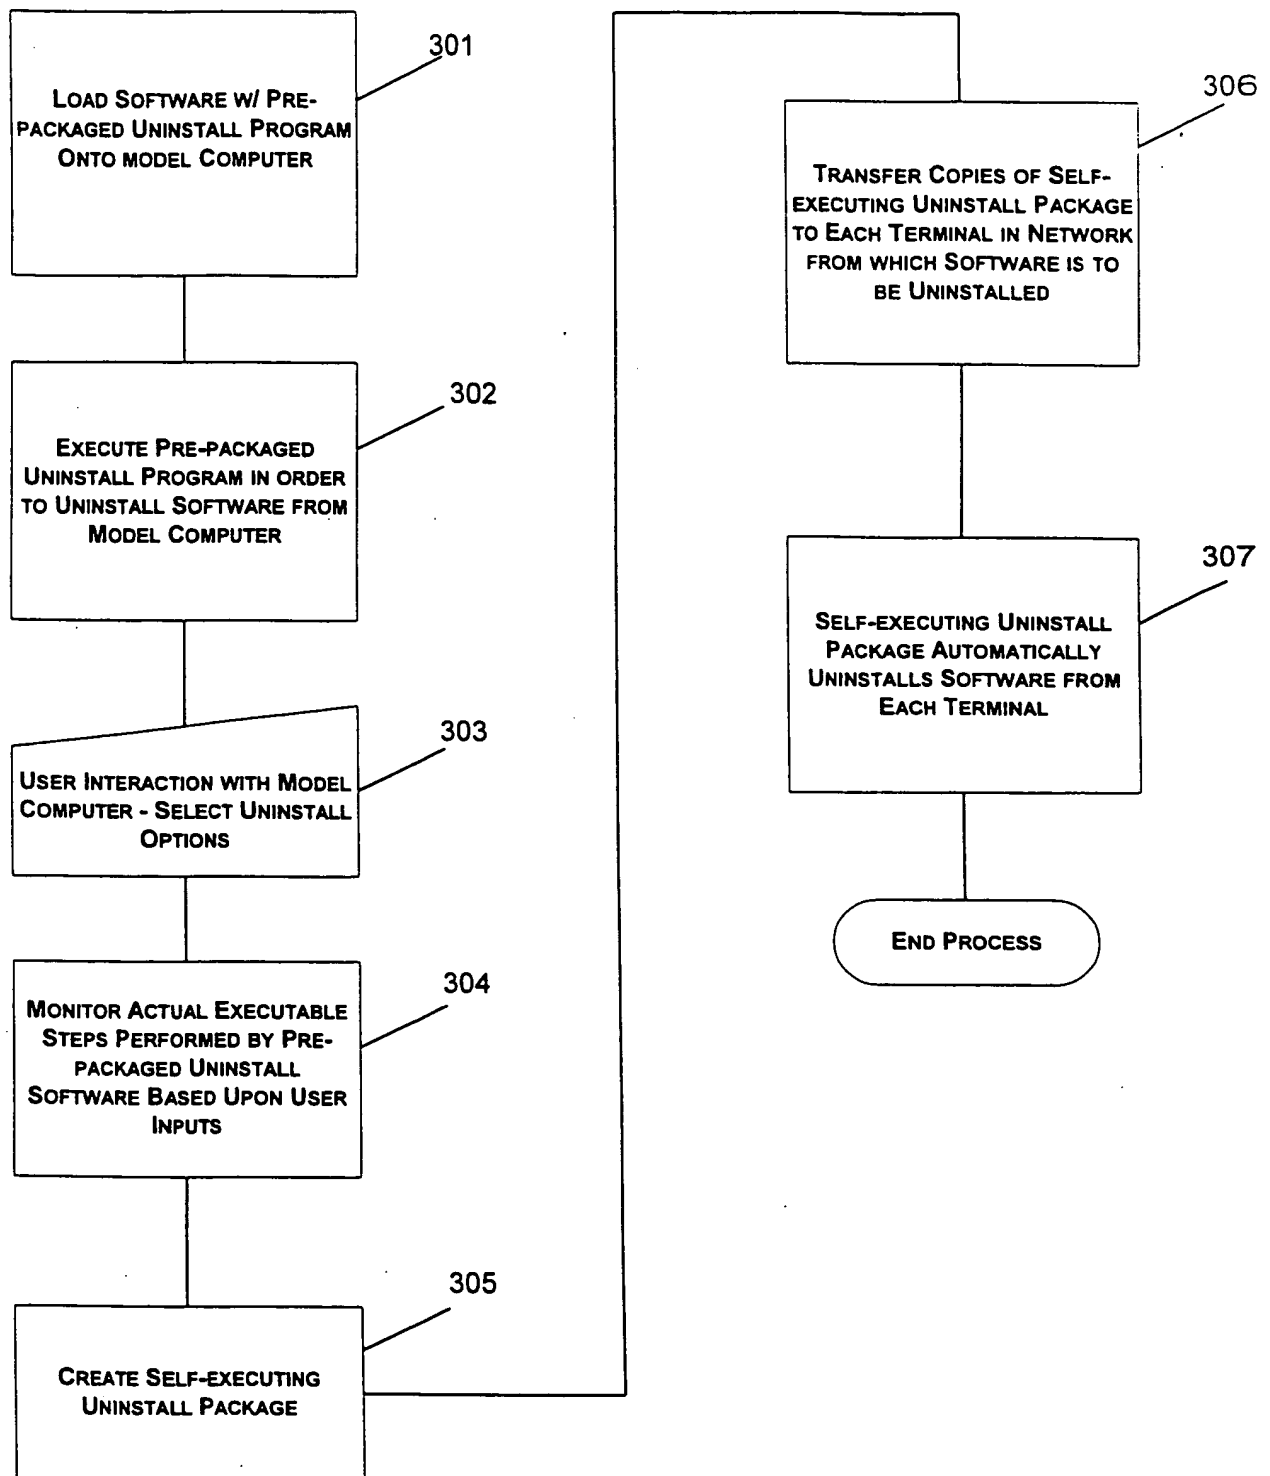 301
LOAD SOFTWARE W/ PRE-
PACKAGED UNINSTALL PROGRAM
ONTO MODEL COMPUTER
302
EXECUTE PRE-PACKAGED
UNINSTALL PROGRAM IN ORDER
TO UNINSTALL SOFTWARE FROM
MODEL COMPUTER
303
USER INTERACTION WITH MODEL
COMPUTER - SELECT UNINSTALL
OPTIONS
304
MONITOR ACTUAL EXECUTABLE
STEPS PERFORMED BY PRE-
PACKAGED UNINSTALL
SOFTWARE BASED UPON USER
INPUTS
305
CREATE SELF-EXECUTING
UNINSTALL PACKAGE
306
TRANSFER COPIES OF SELF-
EXECUTING UNINSTALL PACKAGE
TO EACH TERMINAL IN NETWORK
FROM WHICH SOFTWARE IS TO
BE UNINSTALLED
307
SELF-EXECUTING UNINSTALL
PACKAGE AUTOMATICALLY
UNINSTALLS SOFTWARE FROM
EACH TERMINAL
END PROCESS